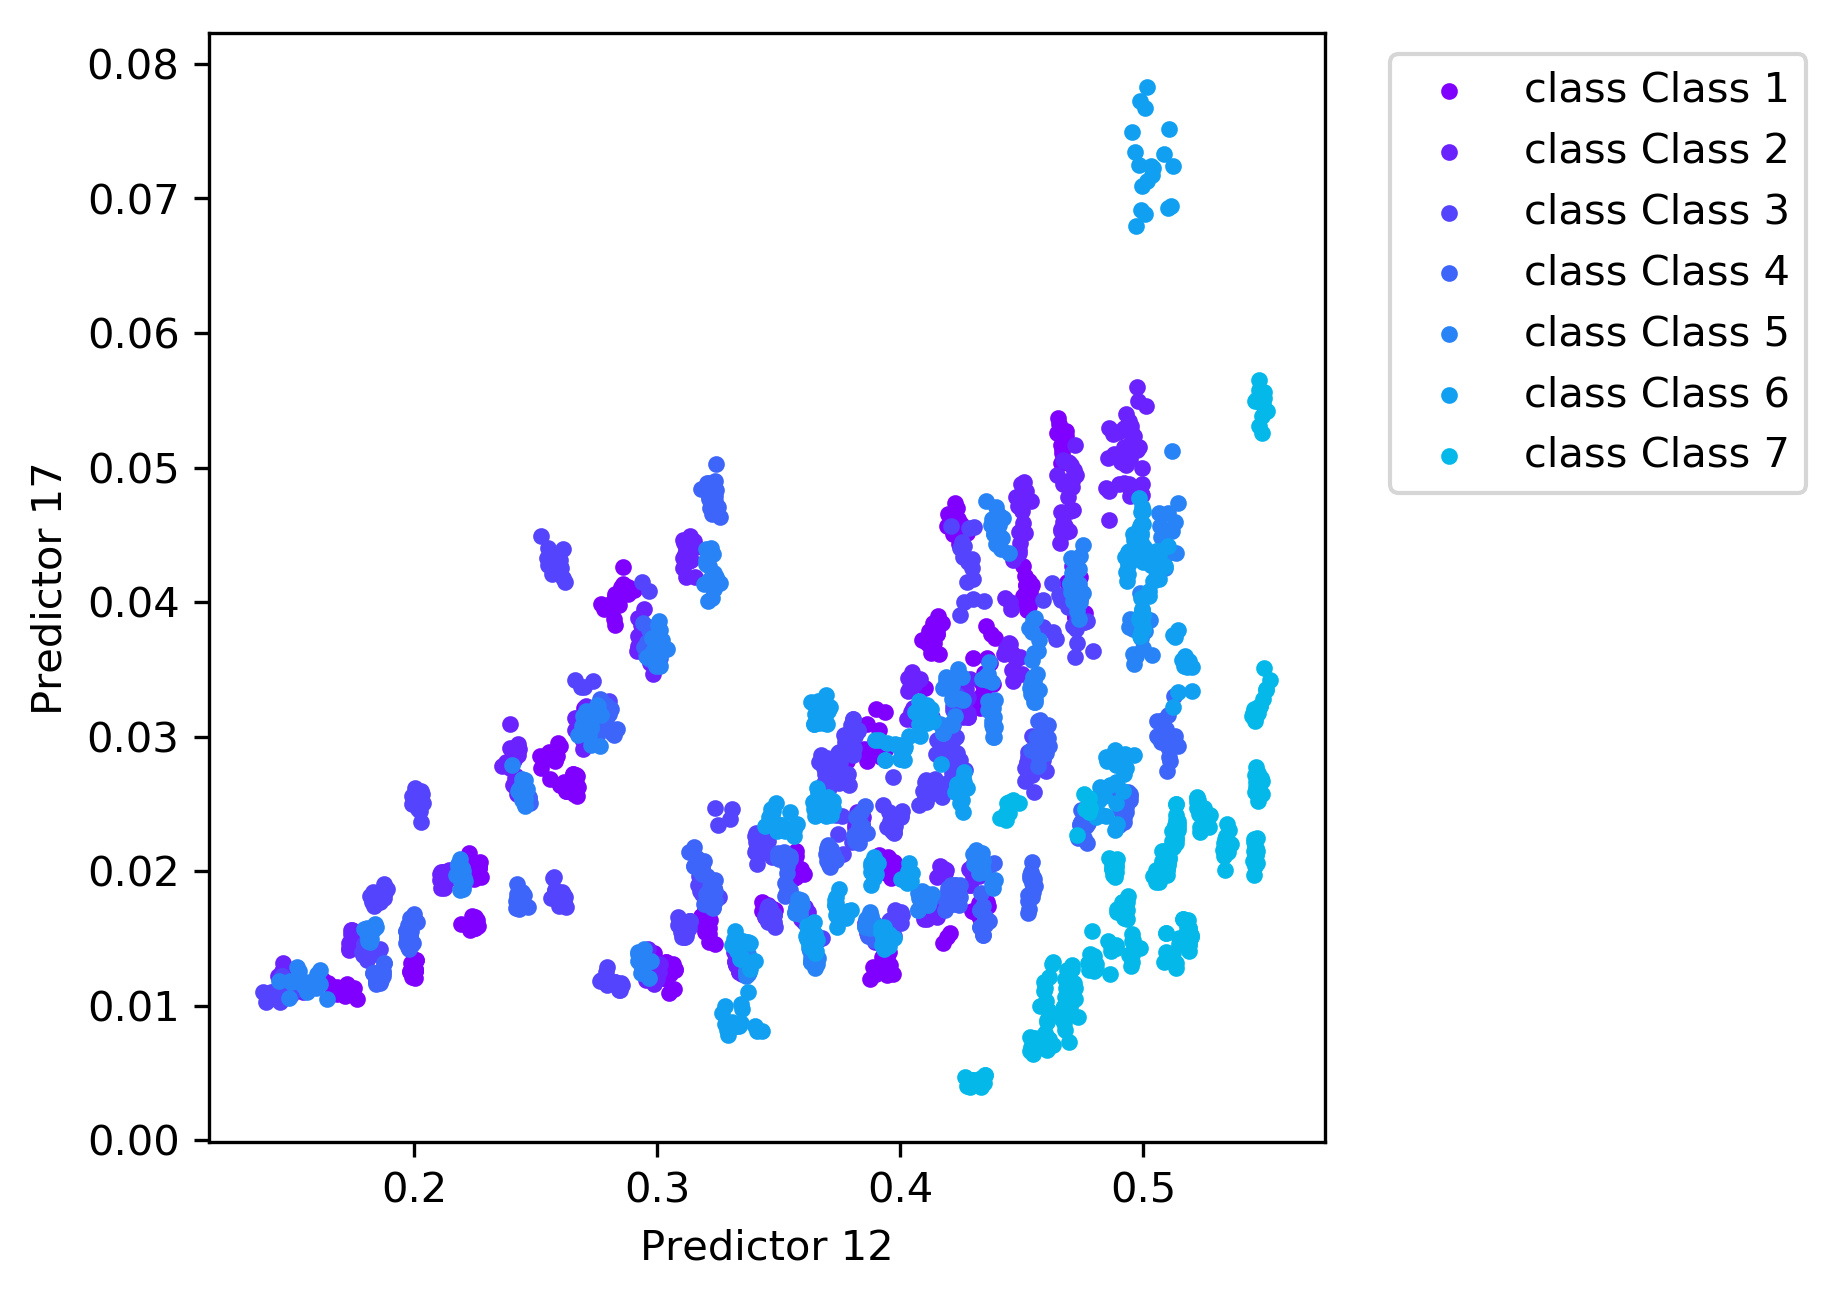 0.08
0.07
0.06
0.05
0.04
0.03
0.02
0.01
0.00
Predictor 17
0.2
0.3
0.4
0.5
Predictor 12
class Class 1
class Class 2
class Class 3
class Class 4
class Class 5
class Class 6
class Class 7